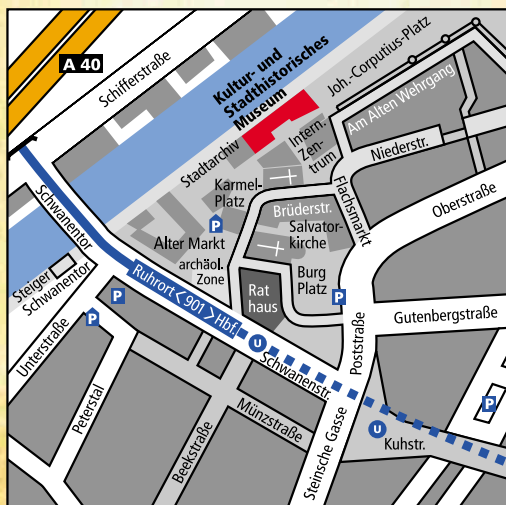 A 40
Schifferstraße
Kultur- und
Stadthistorisches
Museum
Joh.-Corputius-Platz
Stadtarchiv
Intern.
Zen-
trum
Am Alten Wehrgang
Niederstr.
Karmel-
Platz
Brüderstr.
Flachsmarkt
Oberstraße
P
Alter Markt
Salvator-
kirche
archäol.
Zone
Burg
Platz
Rat
haus
P
Schwanentor
Steiger
Schwanentor
P
P
Ruhrort < 901 > Hbf.
U
Schwanenstr.
Poststraße
Gutenbergstraße
Unterstraße
Peterstal
Beekstraße
Münzstraße
Steinsche Gasse
U
Kuhstr.
P